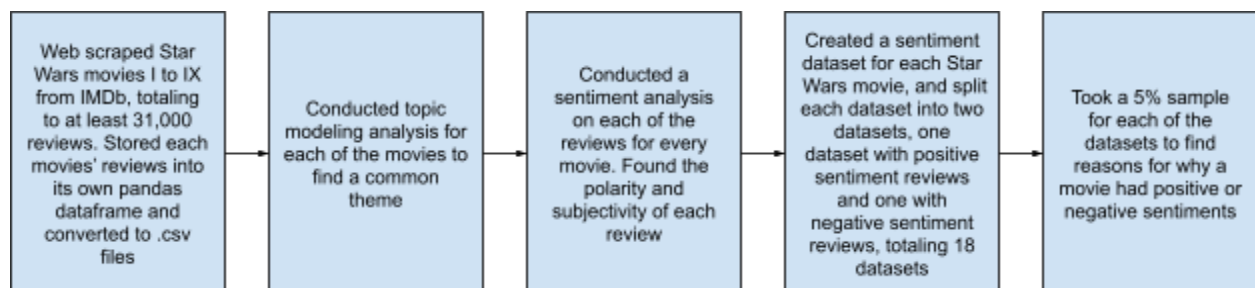 Web scraped Star
Wars movies I to IX
from IMDb, totaling
to at least 31,000
reviews. Stored each
movies' reviews into
its own pandas
dataframe and
converted to .csv
files
Conducted topic
modeling analysis for
each of the movies to
find a common
theme
Conducted a
sentiment analysis
on each of the
reviews for every
movie. Found the
polarity and
subjectivity of each
review
Created a sentiment
dataset for each Star
Wars movie, and split
each dataset into two
datasets, one
dataset with positive
sentiment reviews
and one with
negative sentiment
reviews, totaling 18
datasets
Took a 5% sample
for each of the
datasets to find
reasons for why a
movie had positive or
negative sentiments